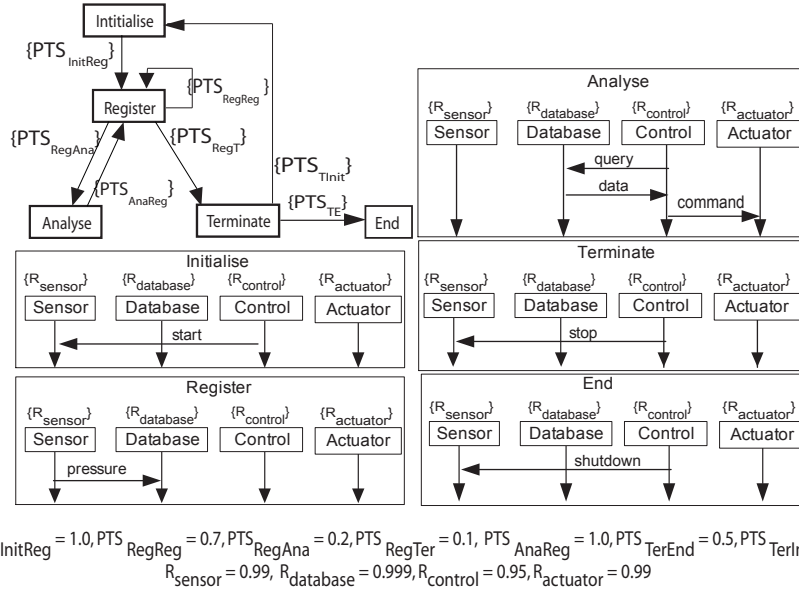 Intitialise
{PTS InitReg}
{PTS RegReg}
Register
{PTS RegAna}
{PTS RegT}
{PTS AnaReg}
{PTS TInit}
{PTS TE}
Analyse
Terminate
End
Analyse
{R sensor} {R database} {R control} {R actuator}
Sensor Database Control Actuator
query
data
command
Initialise
{R sensor} {R database} {R control} {R actuator}
Sensor Database Control Actuator
start
Terminate
{R sensor} {R database} {R control} {R actuator}
Sensor Database Control Actuator
stop
Register
{R sensor} {R database} {R control} {R actuator}
Sensor Database Control Actuator
pressure
End
{R sensor} {R database} {R control} {R actuator}
Sensor Database Control Actuator
shutdown
InitReg = 1.0, PTS RegReg = 0.7, PTS RegAna = 0.2, PTS RegTer = 0.1, PTS AnaReg = 1.0, PTS TerEnd = 0.5, PTS
R sensor = 0.99, R database = 0.999, R control = 0.95, R actuator = 0.99